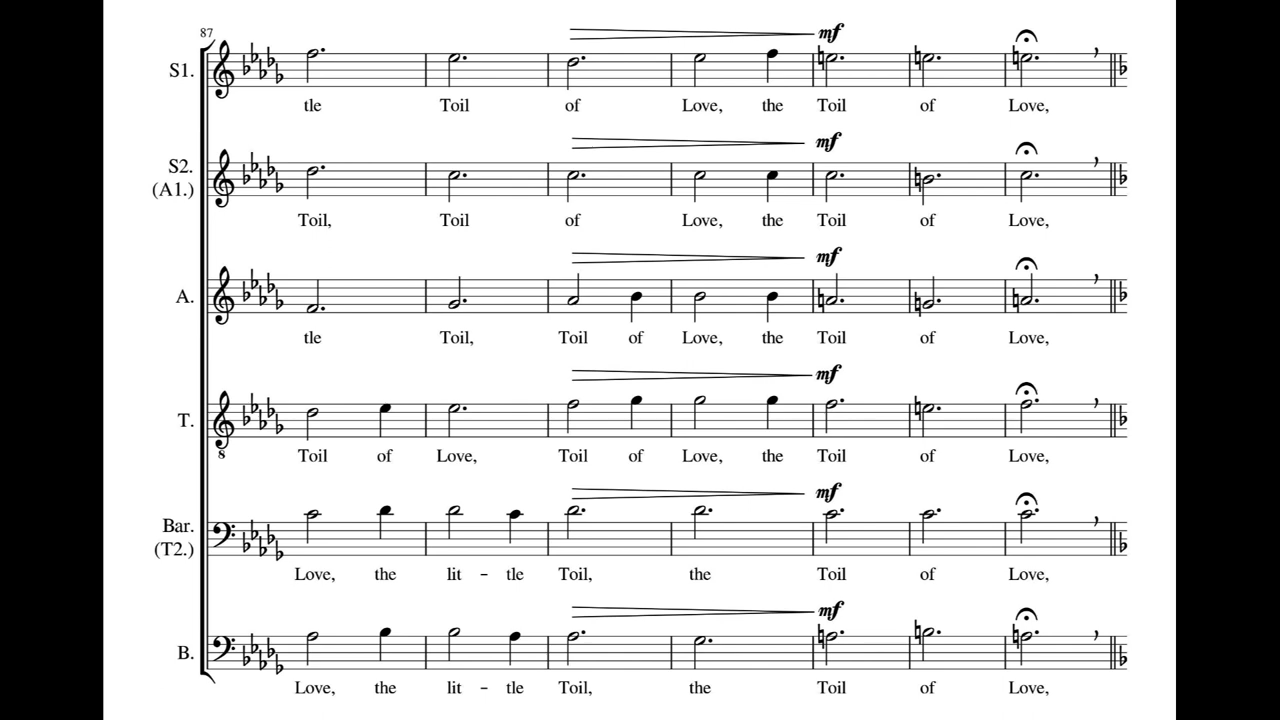 87
mf
S1.
tle Toil of Love, the Toil of Love,
mf
S2.
(A1.)
Toil, Toil of Love, the Toil of Love,
mf
A.
tle Toil, Toil of Love, the Toil of Love,
mf
T.
8
Toil of Love, Toil of Love, the Toil of Love,
mf
Bar.
(T2.)
Love, the lit - tle Toil, the Toil of Love,
mf
B.
Love, the lit - tle Toil, the Toil of Love,